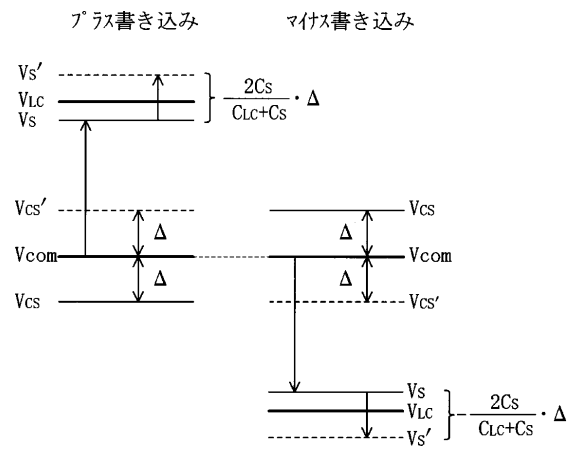 プラス書き込み マイナス書き込み
Vs′
VLC
Vs
2Cs
CLC+Cs
・Δ
Vcs′
Δ
Vcom
Δ
Vcs
Vcs
Δ
Vcom
Δ
Vcs′
Vs
VLC
Vs′
−
2Cs
CLC+Cs
・Δ